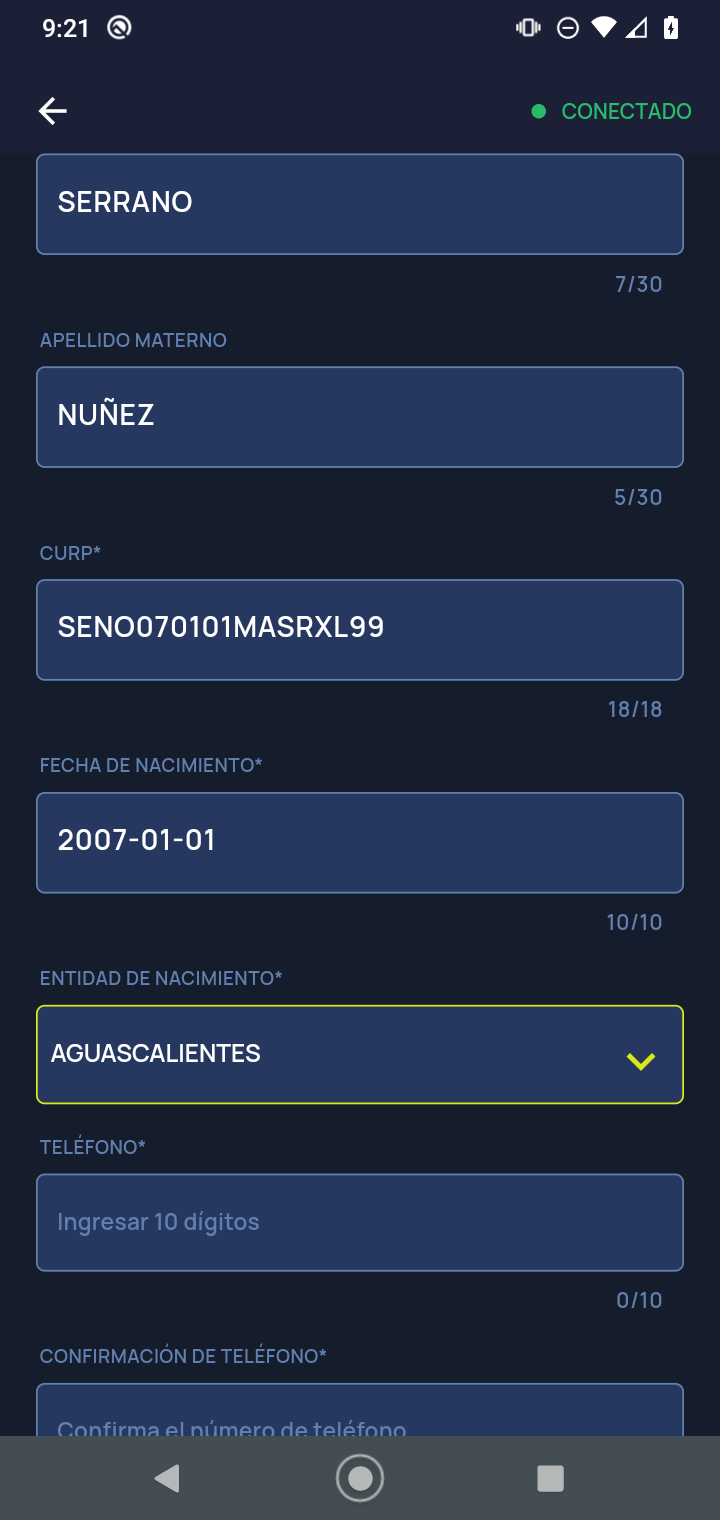 9:21
CONECTADO
SERRANO
7/30
APELLIDO MATERNO
NUÑEZ
5/30
CURP*
SENO070101MASRXL99
18/18
FECHA DE NACIMIENTO*
2007-01-01
10/10
ENTIDAD DE NACIMIENTO*
AGUASCALIENTES
TELÉFONO*
Ingresar 10 dígitos
0/10
CONFIRMACIÓN DE TELÉFONO*
Confirma el número de teléfono